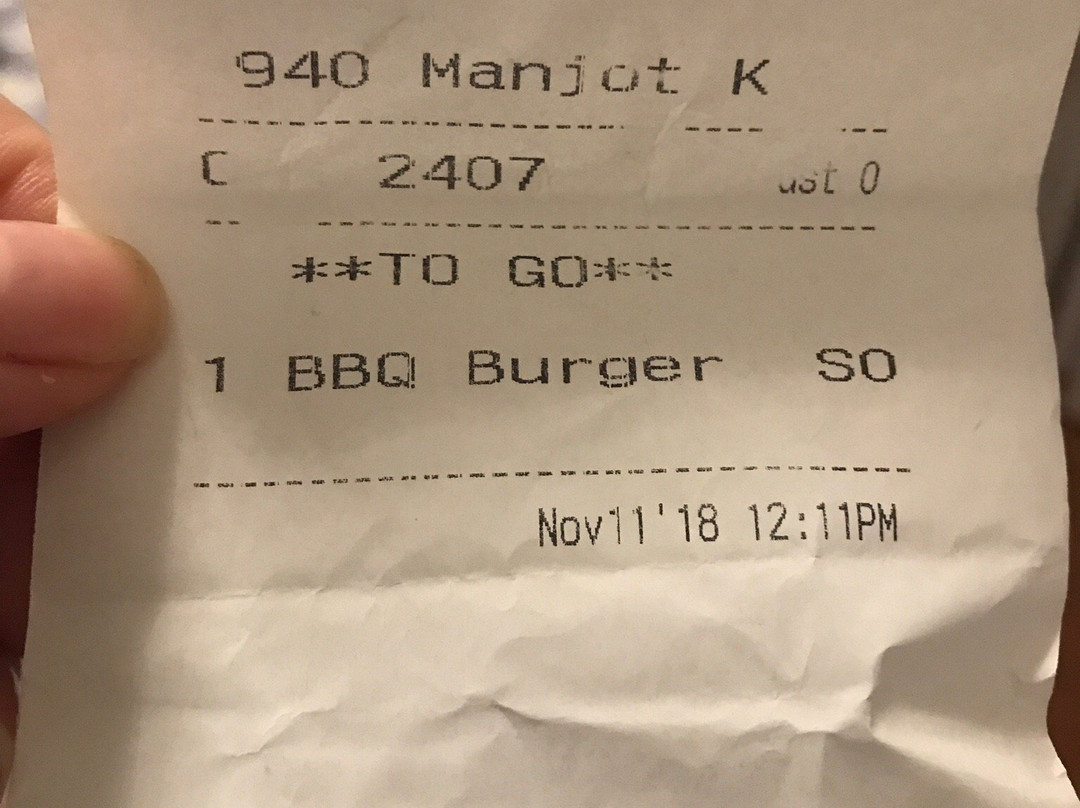 940 Manjot K
2407
**TO GO**
1 BBQ Burger SO
Nov11'18 12:11PM